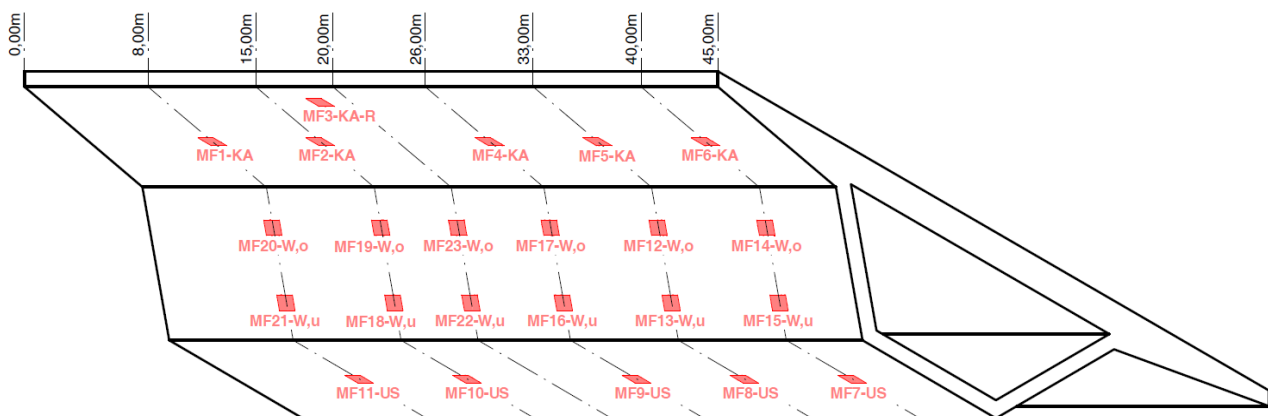 0,00m
8,00m
15,00m
20,00m
26,00m
33,00m
40,00m
45,00m
MF3-KA-R
MF1-KA
MF2-KA
MF4-KA
MF5-KA
MF6-KA
MF20-W,o
MF19-W,o
MF23-W,o
MF17-W,o
MF12-W,o
MF14-W,o
MF21-W,u
MF18-W,u
MF22-W,u
MF16-W,u
MF13-W,u
MF15-W,u
MF11-US
MF10-US
MF9-US
MF8-US
MF7-US